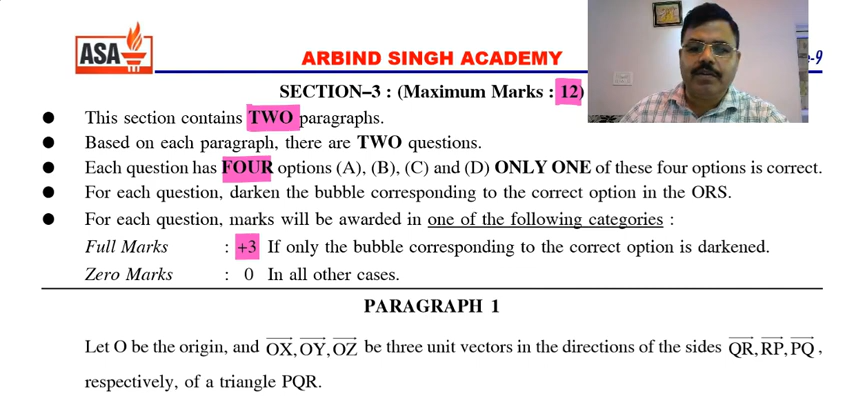 ASA
ARBIND SINGH ACADEMY
-9
SECTION–3 : (Maximum Marks : 12)
● This section contains TWO paragraphs.
● Based on each paragraph, there are TWO questions.
● Each question has FOUR options (A), (B), (C) and (D) ONLY ONE of these four options is correct.
● For each question, darken the bubble corresponding to the correct option in the ORS.
● For each question, marks will be awarded in one of the following categories :
Full Marks : +3 If only the bubble corresponding to the correct option is darkened.
Zero Marks : 0 In all other cases.
PARAGRAPH 1
Let O be the origin, and OX, OY, OZ be three unit vectors in the directions of the sides QR, RP, PQ,
respectively, of a triangle PQR.